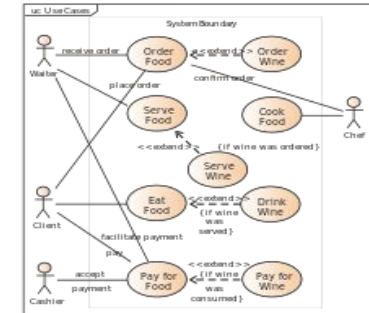 uc UseCases
SystemBoundary
Waiter
receive order
Order
Food
<<extend>>
Order
Wine
place order
confirm order
Serve
Food
Cook
Food
Chef
<<extend>>
{if wine was ordered}
Serve
Wine
Client
Eat
Food
<<extend>>
{if wine
was
served}
Drink
Wine
facilitate payment
pay
Cashier
accept
payment
Pay for
Food
<<extend>>
{if wine
was
consumed}
Pay for
Wine